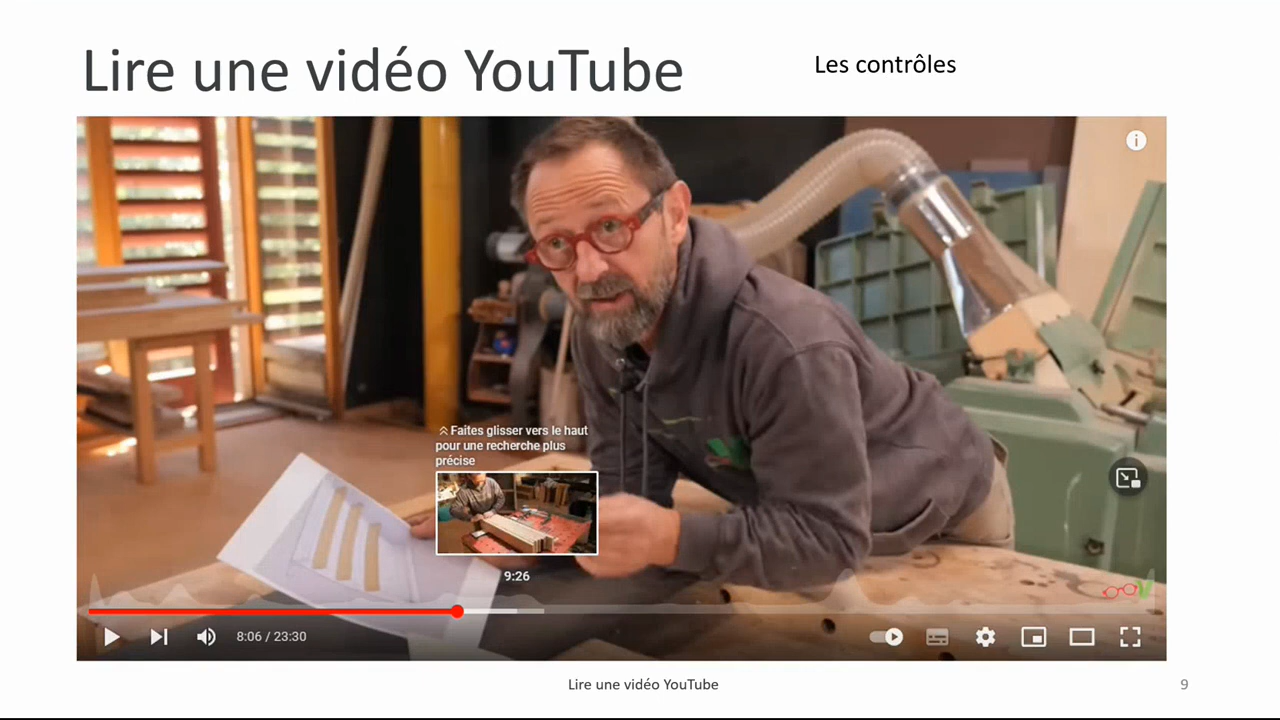 Lire une vidéo YouTube
Les contrôles
Faites glisser vers le haut
pour une recherche plus
précise
9:26
8:06 / 23:30
Lire une vidéo YouTube
9